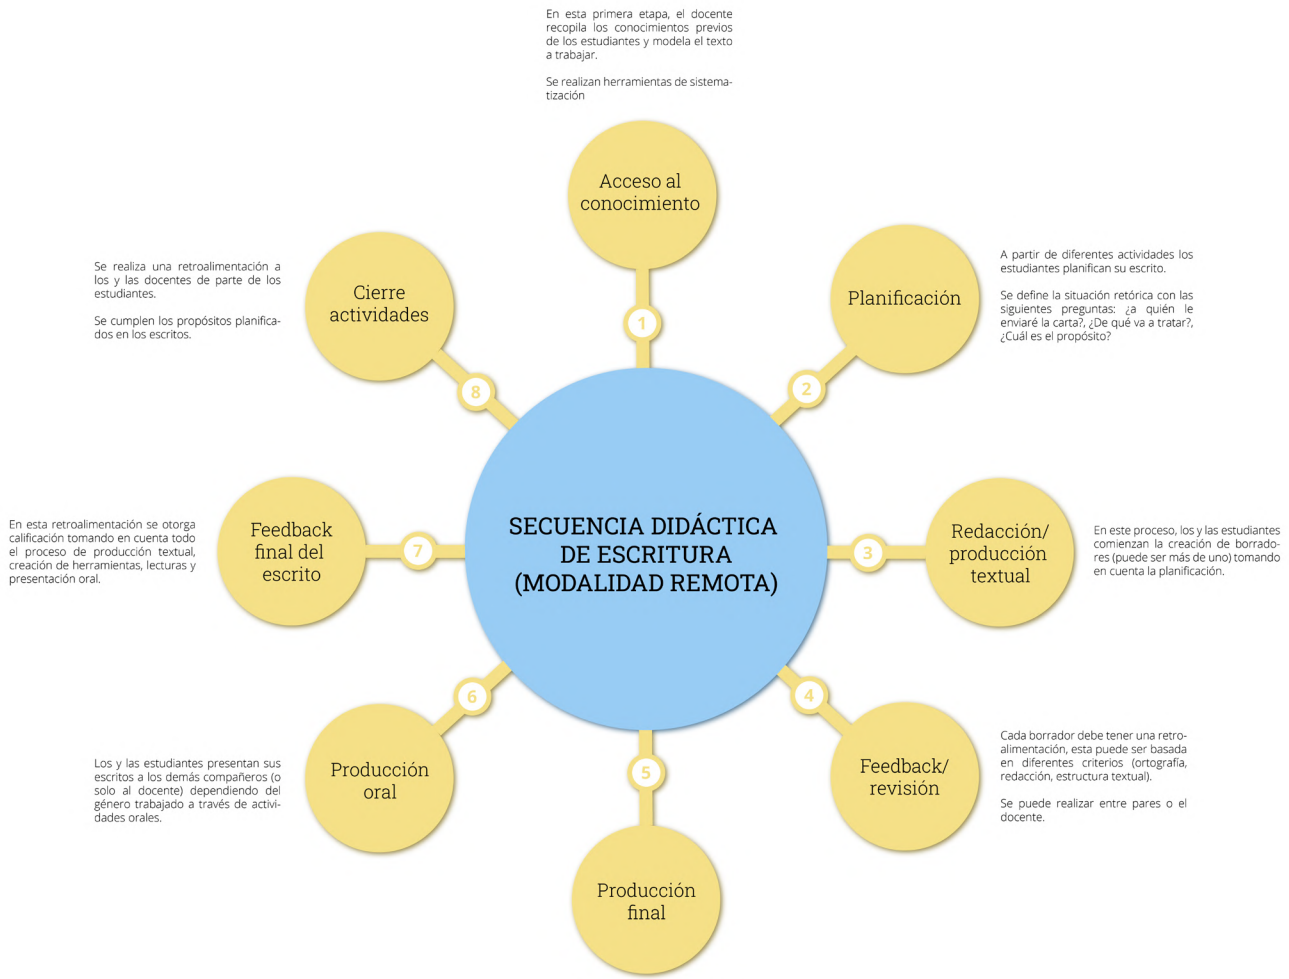 En esta primera etapa, el docente
recopila los conocimientos previos
de los estudiantes y modela el texto
a trabajar.
Se realizan herramientas de sistema-
tización
Acceso al
conocimiento
1
Planificación
2
A partir de diferentes actividades los
estudiantes planifican su escrito.
Se define la situación retórica con las
siguientes preguntas: ¿a quién le
enviaré la carta?, ¿De qué va a tratar?,
¿Cuál es el propósito?
Redacción/
producción
textual
3
En este proceso, los y las estudiantes
comienzan la creación de borrado-
res (puede ser más de uno) tomando
en cuenta la planificación.
Feedback/
revisión
4
Cada borrador debe tener una retro-
alimentación, esta puede ser basada
en diferentes criterios (ortografía,
redacción, estructura textual).
Se puede realizar entre pares o el
docente.
5
Producción
final
6
Producción
oral
Los y las estudiantes presentan sus
escritos a los demás compañeros (o
solo al docente) dependiendo del
género trabajado a través de activi-
dades orales.
7
Feedback
final del
escrito
En esta retroalimentación se otorga
calificación tomando en cuenta todo
el proceso de producción textual,
creación de herramientas, lecturas y
presentación oral.
8
Cierre
actividades
Se realiza una retroalimentación a
los y las docentes de parte de los
estudiantes.
Se cumplen los propósitos planifica-
dos en los escritos.
SECUENCIA DIDÁCTICA
DE ESCRITURA
(MODALIDAD REMOTA)